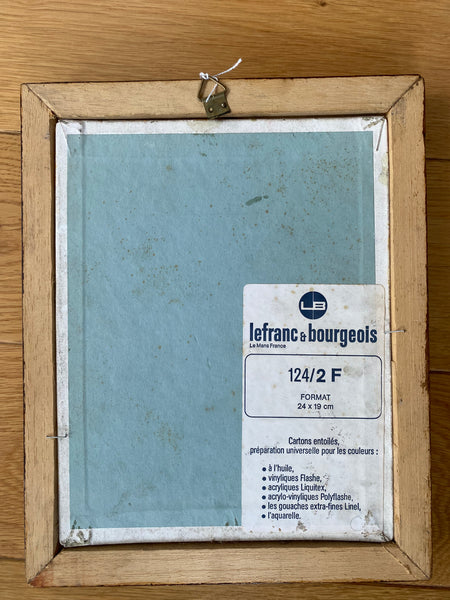 LB
lefranc & bourgeois
Le Mans France
124/2 F
FORMAT
24 x 19 cm
Cartons entoilés,
préparation universelle pour les couleurs :
• à l'huile,
• vinyliques Flashe,
• acryliques Liquitex,
• acrylo-vinyliques Polyflashe,
• les gouaches extra-fines Linel,
• l'aquarelle.